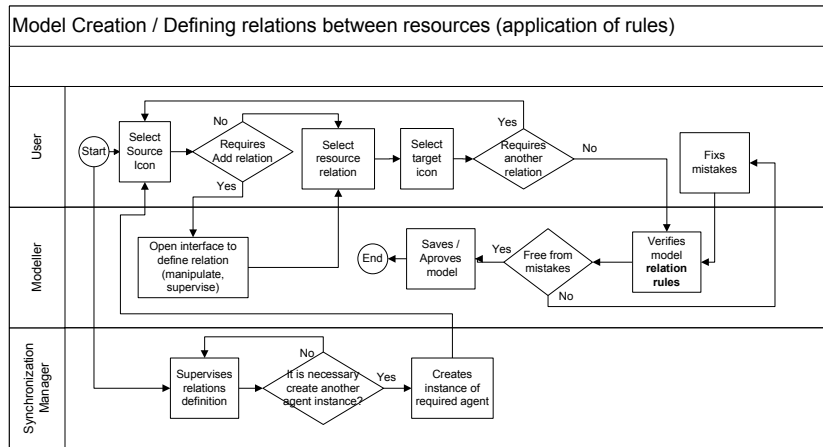 Model Creation / Defining relations between resources (application of rules)
User
Start
Select
Source
Icon
No
Requires
Add relation
Yes
Select
resource
relation
Select
target
icon
Yes
Requires
another
relation
No
Fixs
mistakes
Modeller
Open interface to
define relation
(manipulate,
supervise)
End
Saves /
Aproves
model
Yes
Free from
mistakes
No
Verifies
model
relation
rules
Synchronization
Manager
Supervises
relations
definition
No
It is necessary
create another
agent instance?
Yes
Creates
instance of
required agent